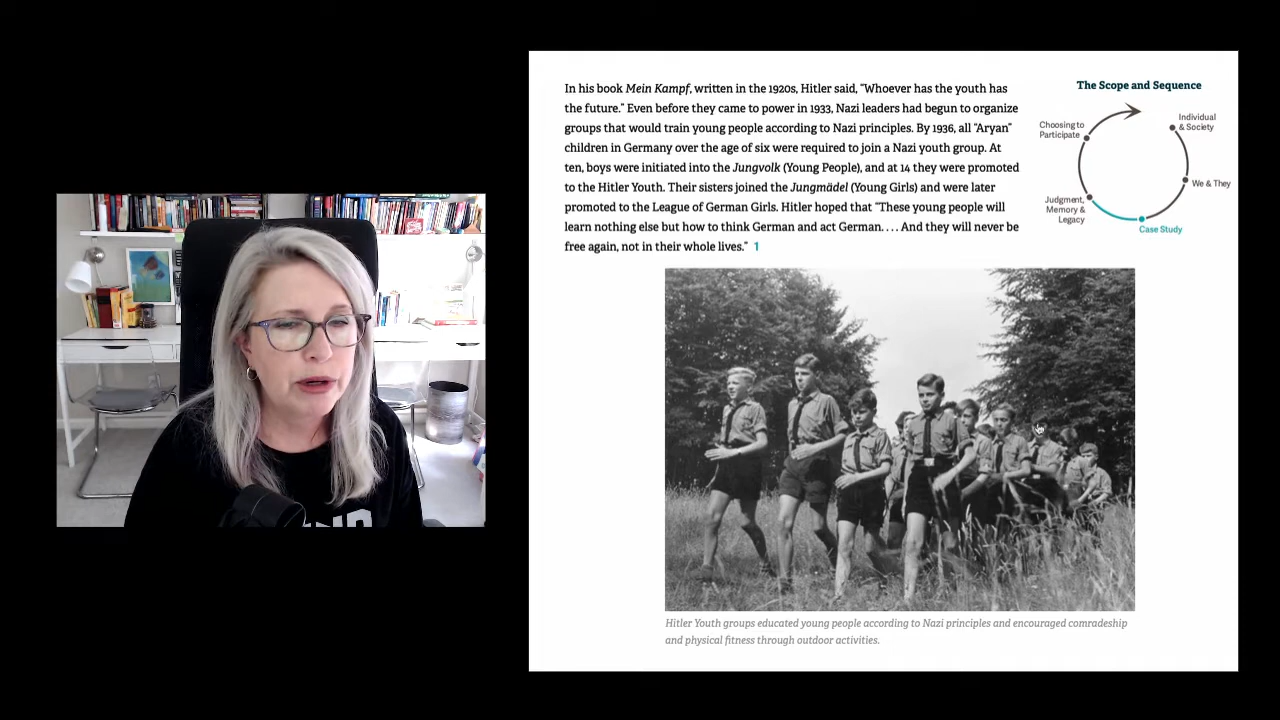 In his book Mein Kampf, written in the 1920s, Hitler said, “Whoever has the youth has
the future.” Even before they came to power in 1933, Nazi leaders had begun to organize
groups that would train young people according to Nazi principles. By 1936, all “Aryan”
children in Germany over the age of six were required to join a Nazi youth group. At
ten, boys were initiated into the Jungvolk (Young People), and at 14 they were promoted
to the Hitler Youth. Their sisters joined the Jungmädel (Young Girls) and were later
promoted to the League of German Girls. Hitler hoped that “These young people will
learn nothing else but how to think German and act German. . . . And they will never be
free again, not in their whole lives.” 1
The Scope and Sequence
Individual
& Society
We & They
Case Study
Judgment,
Memory &
Legacy
Choosing to
Participate
Hitler Youth groups educated young people according to Nazi principles and encouraged comradeship
and physical fitness through outdoor activities.